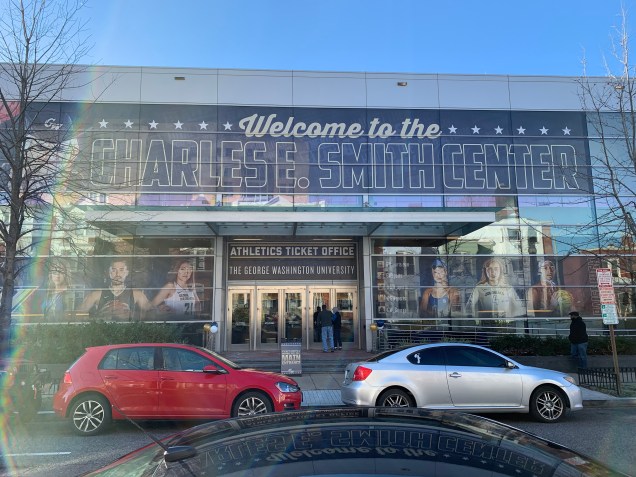 Welcome to the
CHARLES E. SMITH CENTER
ATHLETICS TICKET OFFICE
THE GEORGE WASHINGTON UNIVERSITY